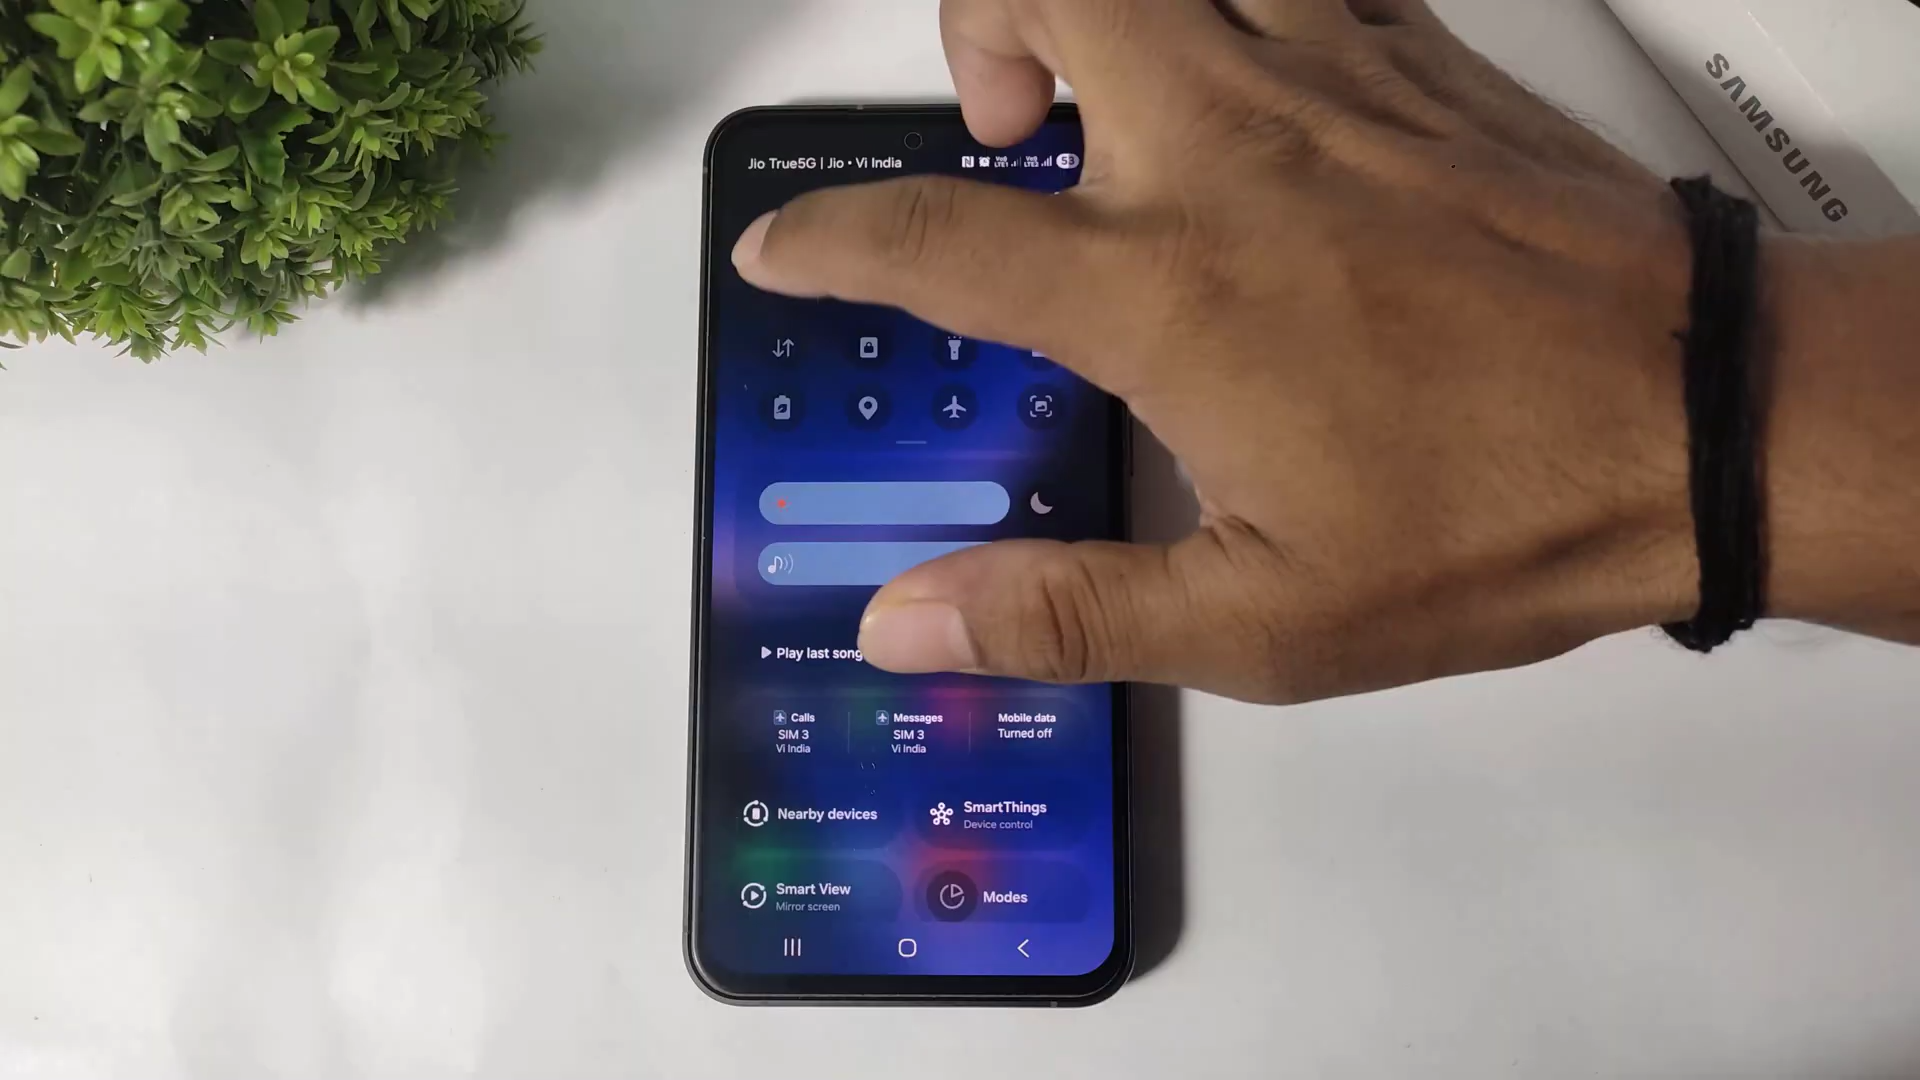 Jio True5G | Jio • Vi India
53
SAMSUNG
Play last song
Calls
SIM 3
Vi India
Messages
SIM 3
Vi India
Mobile data
Turned off
Nearby devices
SmartThings
Device control
Smart View
Mirror screen
Modes